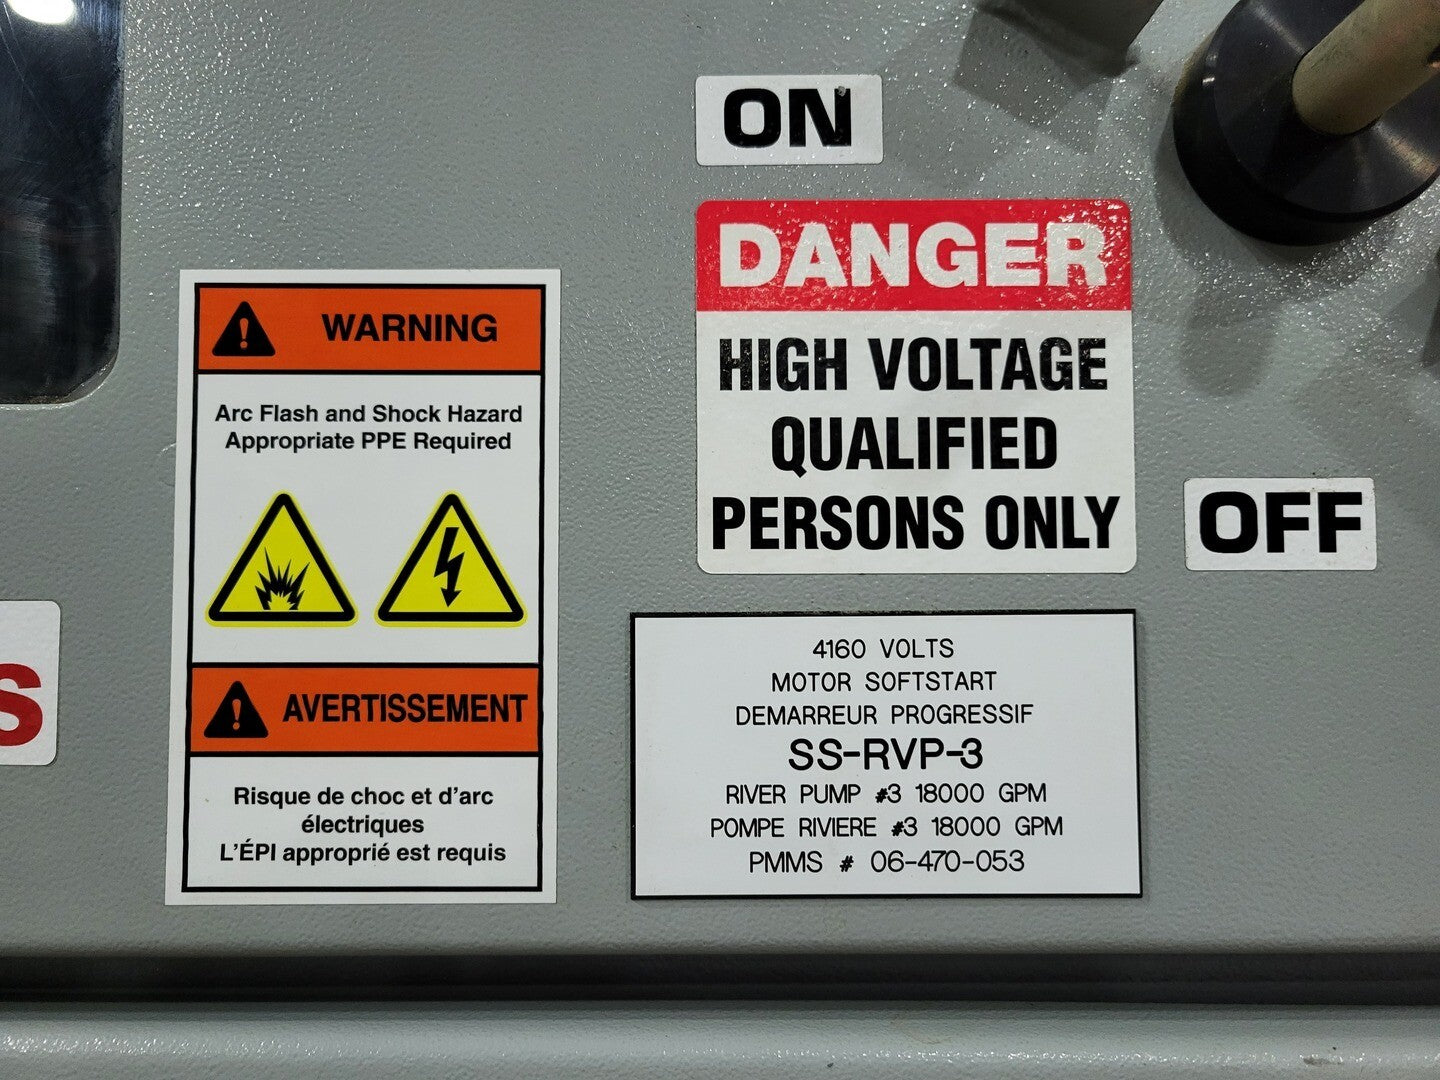 ON
DANGER
HIGH VOLTAGE
QUALIFIED
PERSONS ONLY
OFF
WARNING
Arc Flash and Shock Hazard
Appropriate PPE Required
AVERTISSEMENT
Risque de choc et d'arc
électriques
L'ÉPI approprié est requis
S
4160 VOLTS
MOTOR SOFTSTART
DEMARREUR PROGRESSIF
SS-RVP-3
RIVER PUMP #3 18000 GPM
POMPE RIVIERE #3 18000 GPM
PMMS # 06-470-053